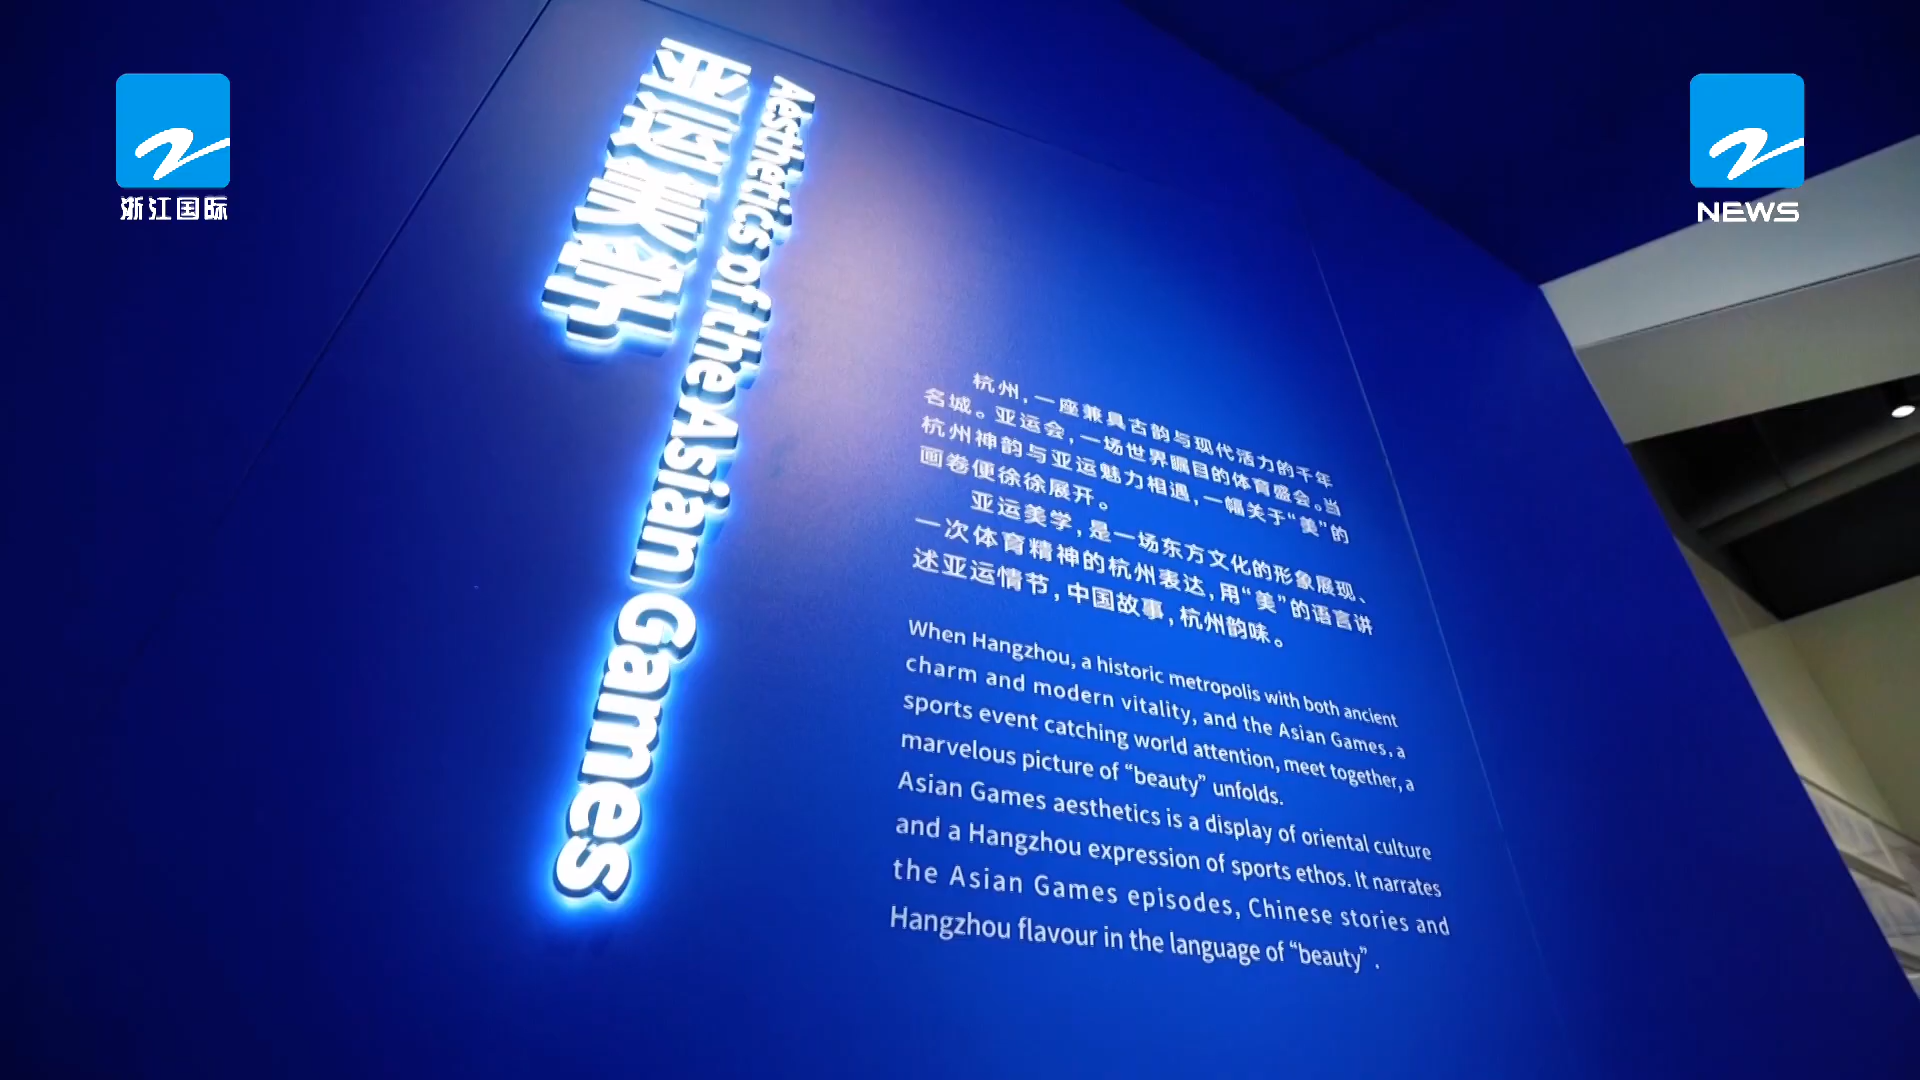 浙江国际
NEWS
Aesthetics of the Asian Games
杭州，一座兼具古韵与现代活力的千年
名城。亚运会，一场世界瞩目的体育盛会。当
杭州神韵与亚运魅力相遇，一幅关于“美”的
画卷便徐徐展开。
亚运美学，是一场东方文化的形象展现、
一次体育精神的杭州表达，用“美”的语言讲
述亚运情节，中国故事，杭州韵味。
When Hangzhou, a historic metropolis with both ancient
charm and modern vitality, and the Asian Games, a
sports event catching world attention, meet together, a
marvelous picture of “beauty” unfolds.
Asian Games aesthetics is a display of oriental culture
and a Hangzhou expression of sports ethos. It narrates
the Asian Games episodes, Chinese stories and
Hangzhou flavour in the language of “beauty” .